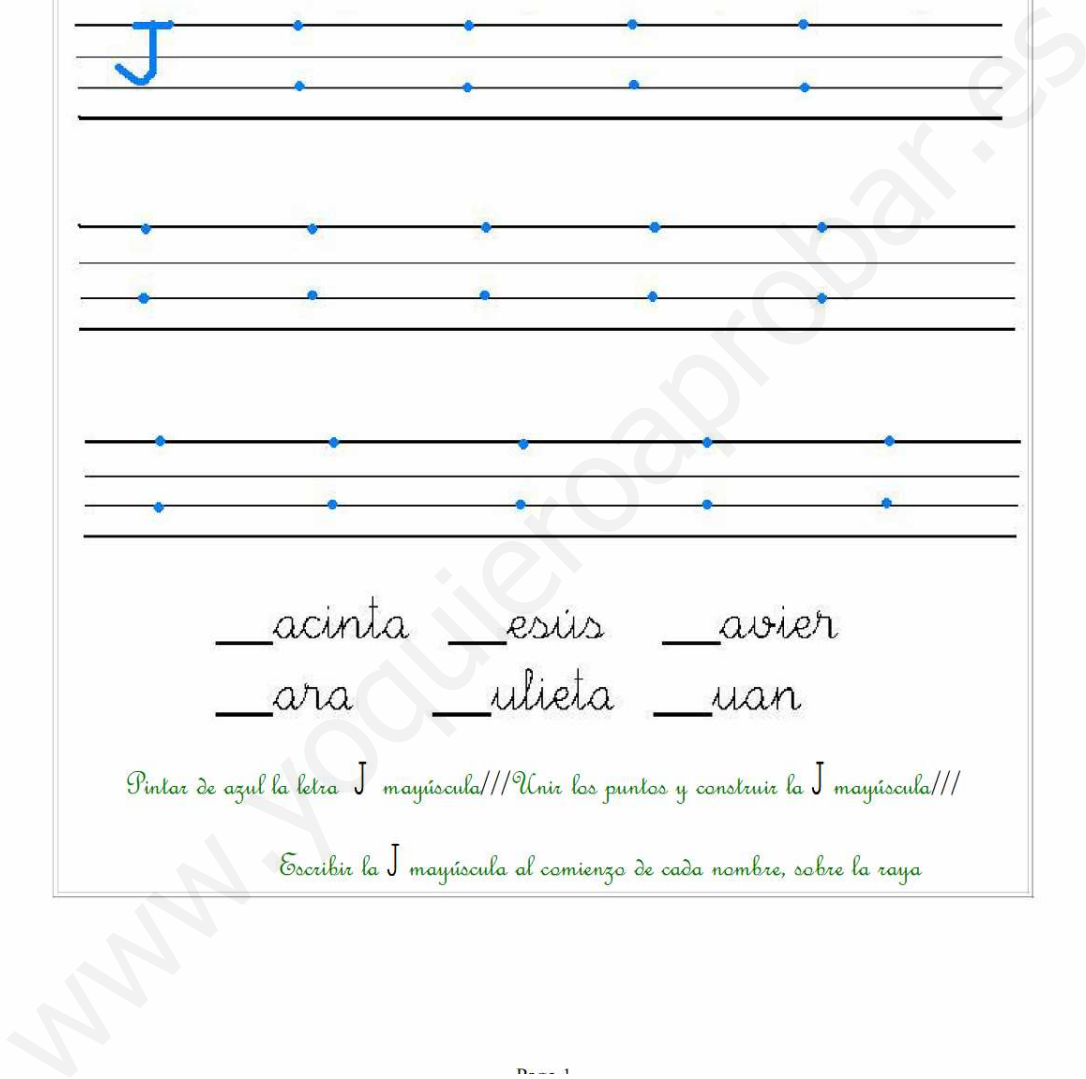 J
__acinta __esús __avier
__ara __ulieta __uan
Pintar de azul la letra J mayúscula///Unir los puntos y construir la J mayúscula///
Escribir la J mayúscula al comienzo de cada nombre, sobre la raya
www.yoquieroaprobar.es
Page 1